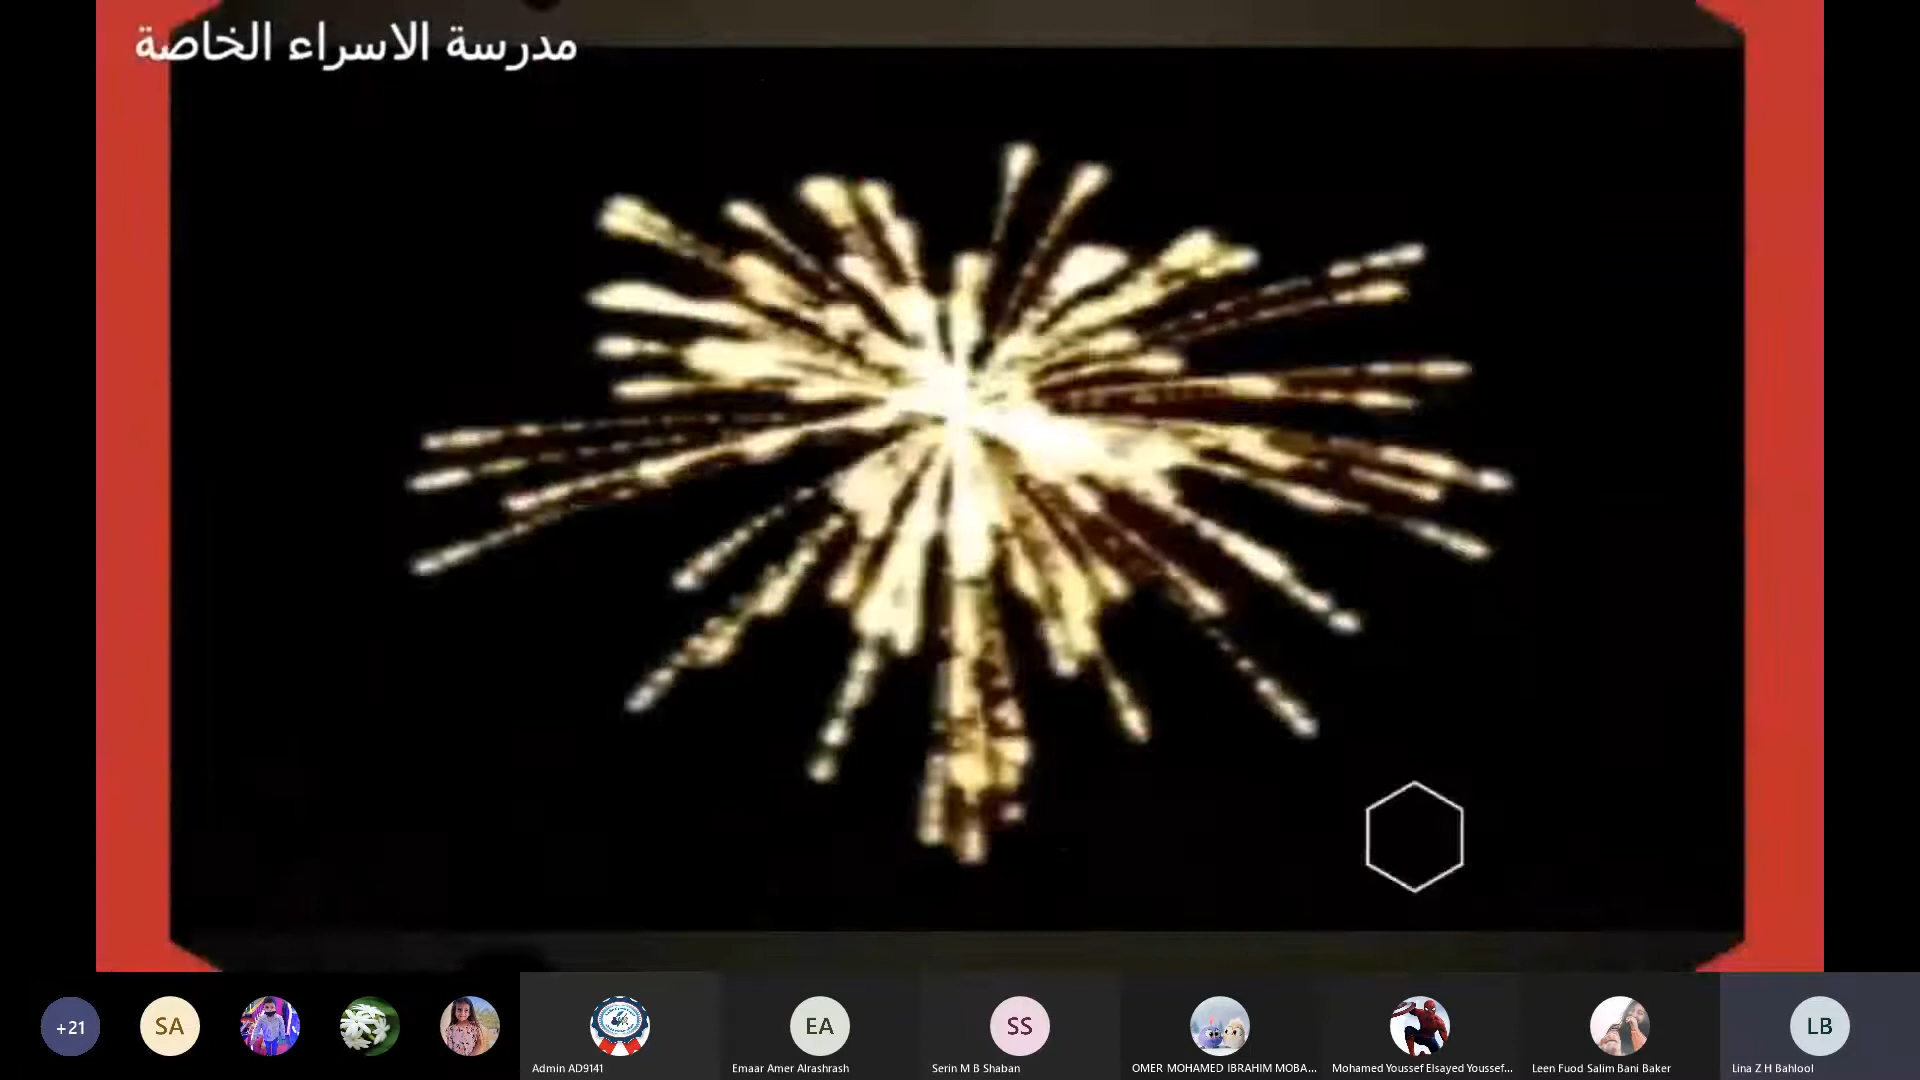 مدرسة الاسراء الخاصة
+21
SA
EA
SS
LB
Admin AD9141
Emaar Amer Alrashrash
Serin M B Shaban
OMER MOHAMED IBRAHIM MOBA...
Mohamed Youssef Elsayed Youssef...
Leen Fuod Salim Bani Baker
Lina Z H Bahlool